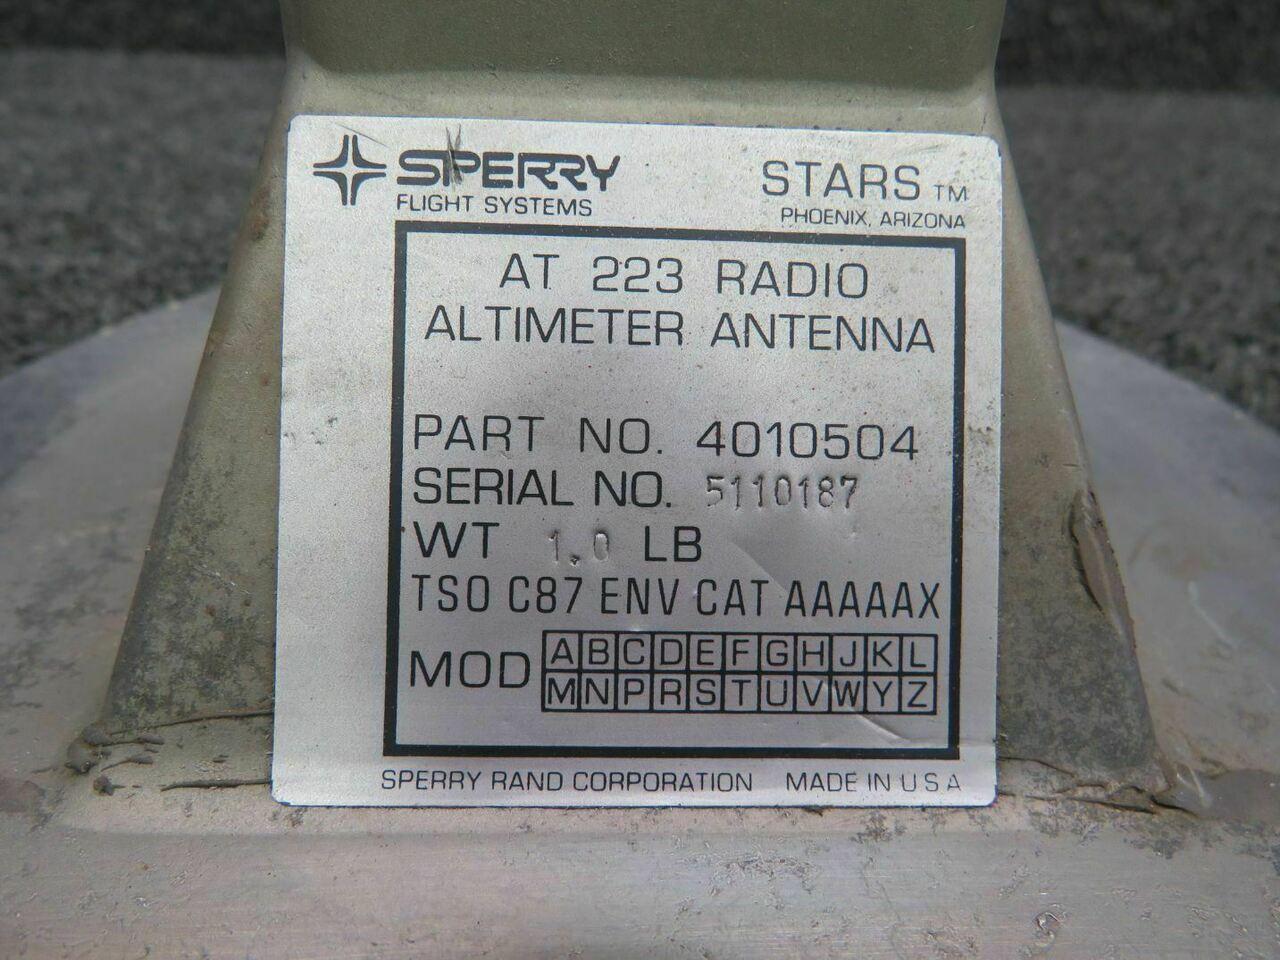 SPERRY STARS TM
FLIGHT SYSTEMS PHOENIX, ARIZONA
AT 223 RADIO
ALTIMETER ANTENNA
PART NO. 4010504
SERIAL NO. 5110187
WT 1.0 LB
TSO C87 ENV CAT AAAAAAX
MOD A B C D E F G H J K L
M N P R S T U V W Y Z
SPERRY RAND CORPORATION MADE IN U S A